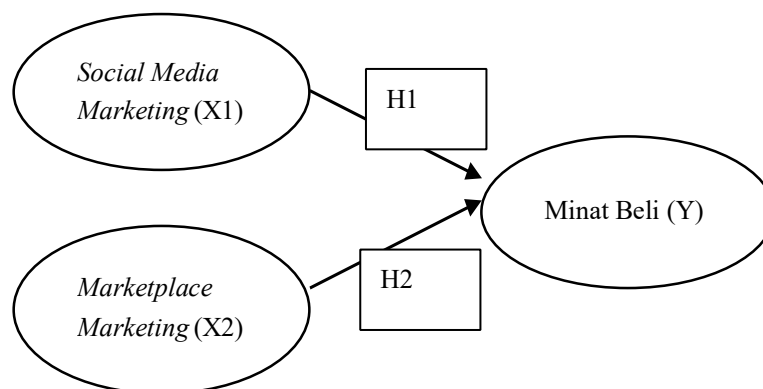 Social Media
Marketing (X1)
H1
Minat Beli (Y)
H2
Marketplace
Marketing (X2)